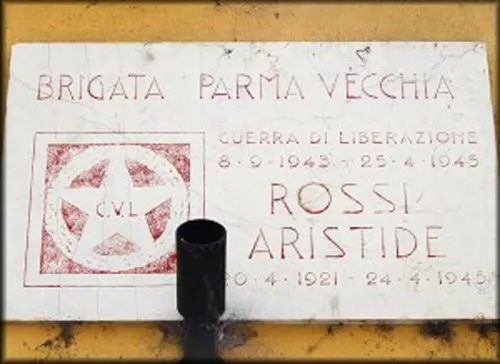 BRIGATA PARMA VECCHIA
GUERRA DI LIBERAZIONE
8·9·1943 - 25·4·1945
C.V.L
ROSSI
ARISTIDE
·4·1921 - 24·4·1945